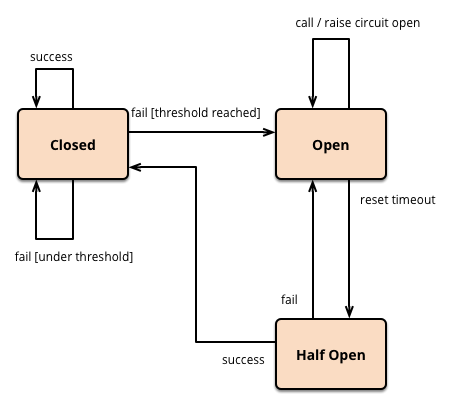 call / raise circuit open
success
fail [threshold reached]
Closed
Open
reset timeout
fail [under threshold]
fail
Half Open
success